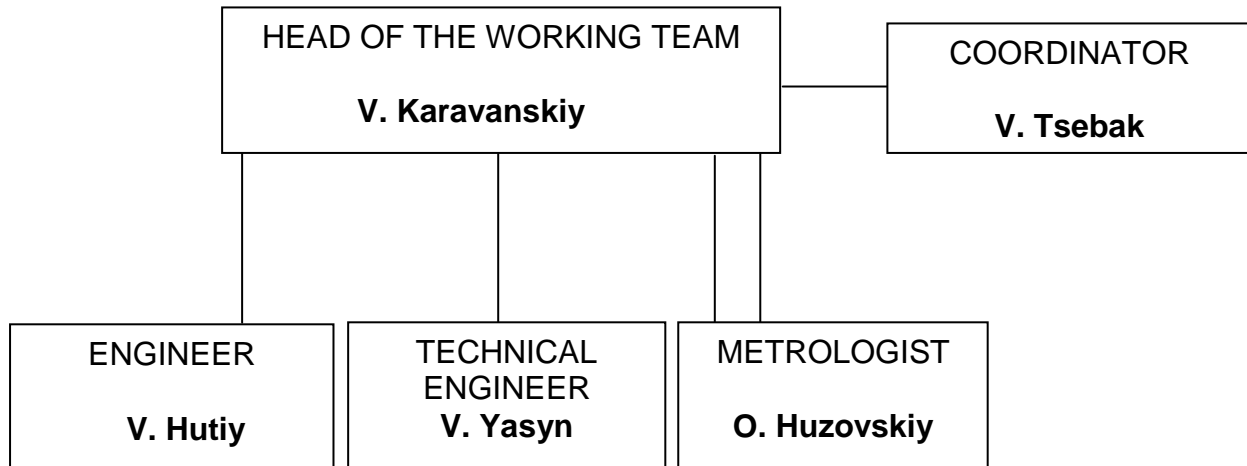 HEAD OF THE WORKING TEAM
V. Karavanskiy
COORDINATOR
V. Tsebak
ENGINEER
V. Hutiy
TECHNICAL
ENGINEER
V. Yasyn
METROLOGIST
O. Huzovskiy